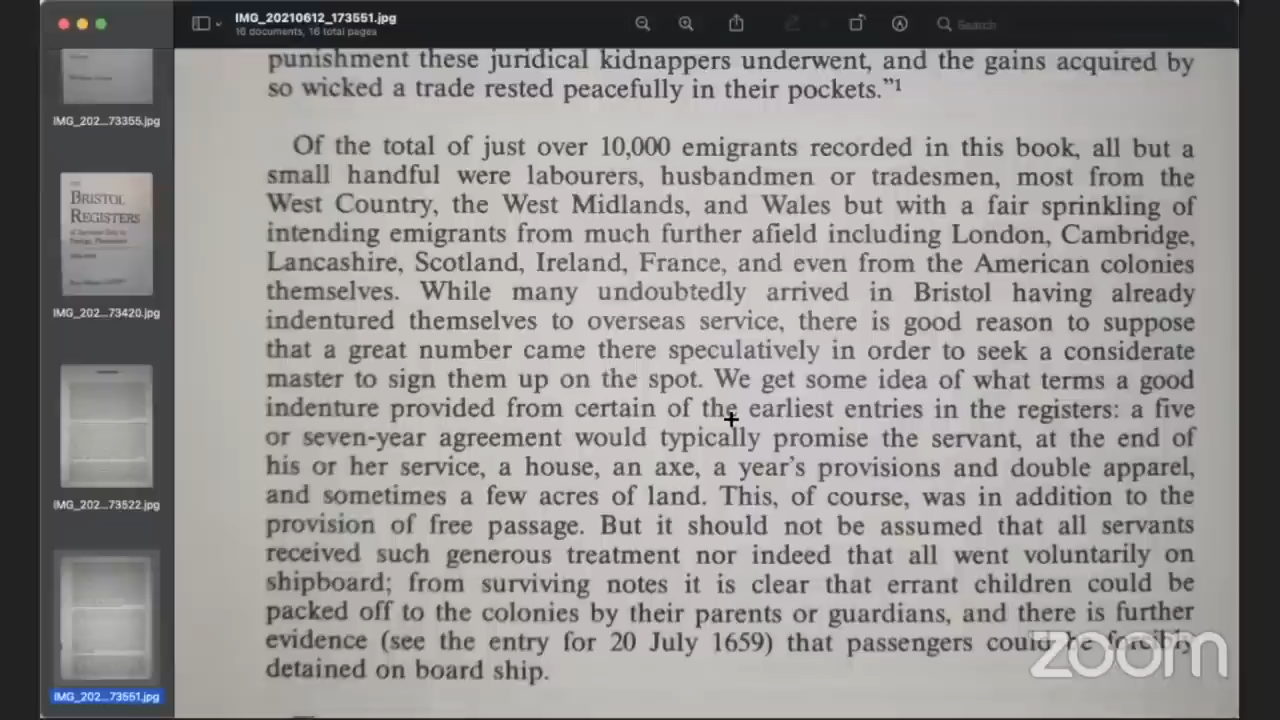 IMG_20210612_173551.jpg
16 documents, 16 total pages
Search
IMG_202...73355.jpg
BRISTOL
REGISTERS
IMG_202...73420.jpg
IMG_202...73522.jpg
IMG_202...73551.jpg
punishment these juridical kidnappers underwent, and the gains acquired by
so wicked a trade rested peacefully in their pockets."1
Of the total of just over 10,000 emigrants recorded in this book, all but a
small handful were labourers, husbandmen or tradesmen, most from the
West Country, the West Midlands, and Wales but with a fair sprinkling of
intending emigrants from much further afield including London, Cambridge,
Lancashire, Scotland, Ireland, France, and even from the American colonies
themselves. While many undoubtedly arrived in Bristol having already
indentured themselves to overseas service, there is good reason to suppose
that a great number came there speculatively in order to seek a considerate
master to sign them up on the spot. We get some idea of what terms a good
indenture provided from certain of the earliest entries in the registers: a five
or seven-year agreement would typically promise the servant, at the end of
his or her service, a house, an axe, a year's provisions and double apparel,
and sometimes a few acres of land. This, of course, was in addition to the
provision of free passage. But it should not be assumed that all servants
received such generous treatment nor indeed that all went voluntarily on
shipboard; from surviving notes it is clear that errant children could be
packed off to the colonies by their parents or guardians, and there is further
evidence (see the entry for 20 July 1659) that passengers could be forcibly
detained on board ship.
zoom